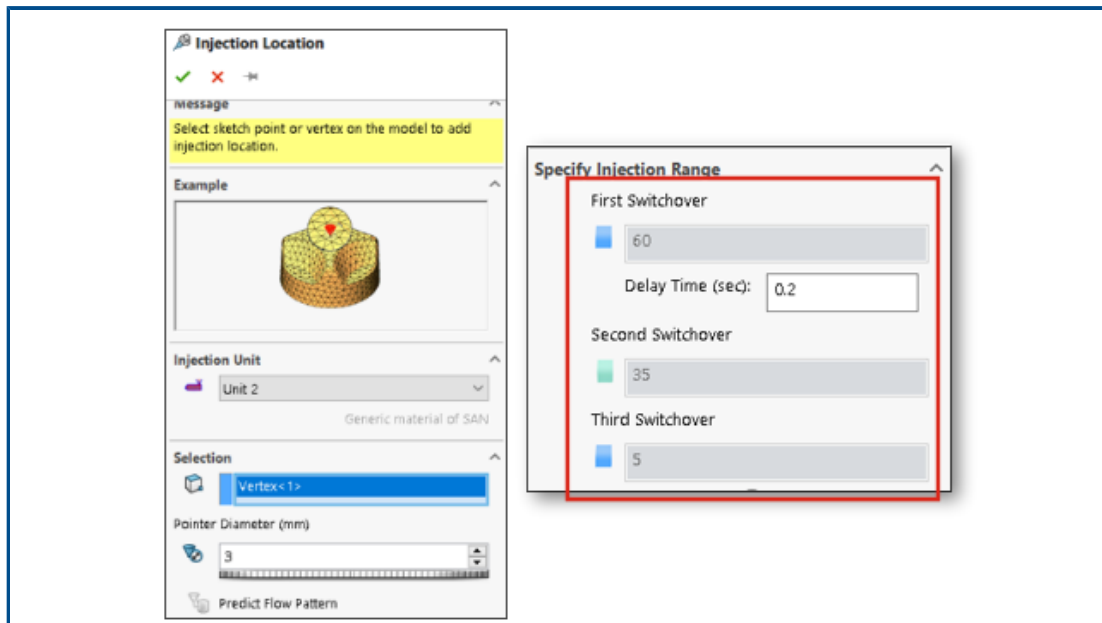 Injection Location
Message
Select sketch point or vertex on the model to add
injection location.
Example
Injection Unit
Unit 2
Generic material of SAN
Selection
Vertex<1>
Pointer Diameter (mm)
3
Predict Flow Pattern
Specify Injection Range
First Switchover
60
Delay Time (sec): 0.2
Second Switchover
35
Third Switchover
5